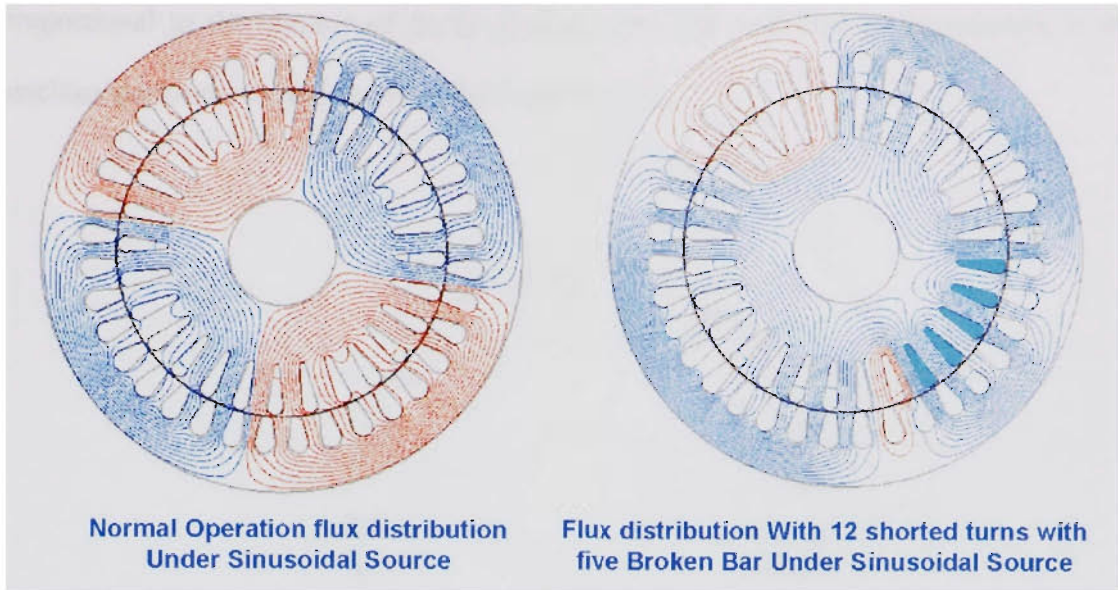 Normal Operation flux distribution
Under Sinusoidal Source
Flux distribution With 12 shorted turns with
five Broken Bar Under Sinusoidal Source